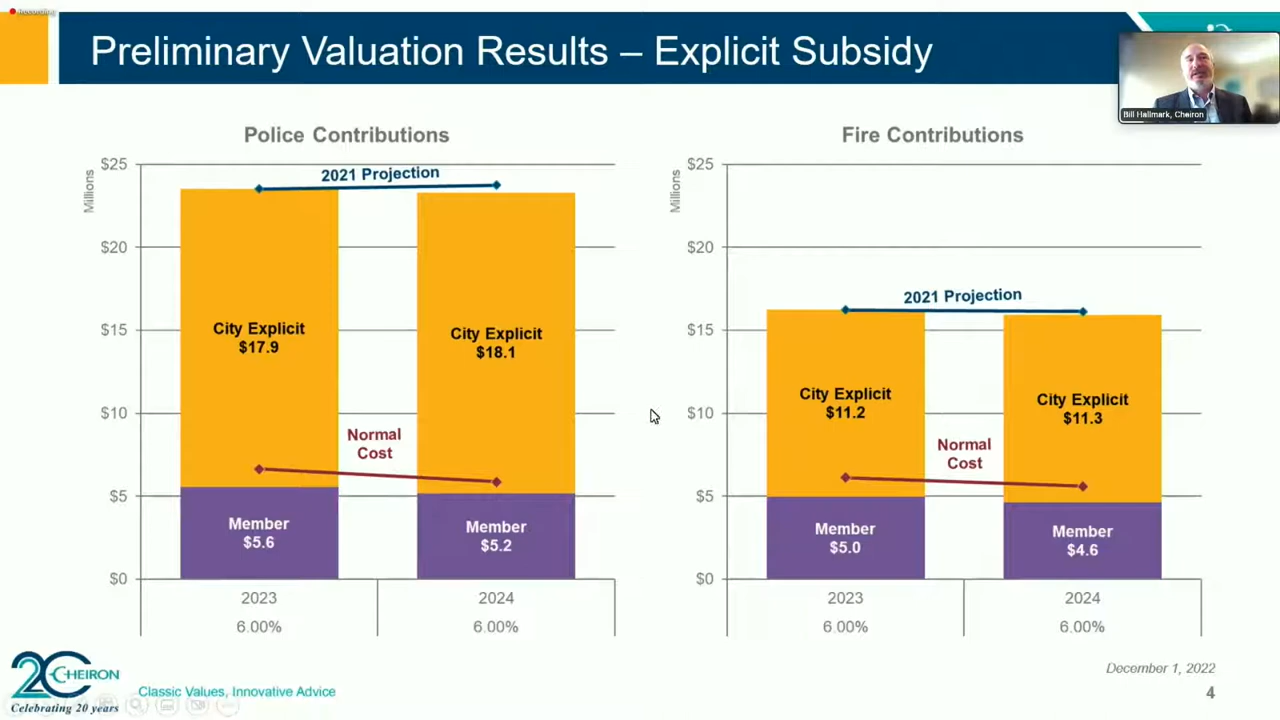 Recording
Preliminary Valuation Results – Explicit Subsidy
Bill Hallmark, Cheiron
Police Contributions
Millions
$25
$20
$15
$10
$5
$0
2021 Projection
City Explicit
$17.9
City Explicit
$18.1
Normal
Cost
Member
$5.6
Member
$5.2
2023
2024
6.00%
6.00%
Fire Contributions
Millions
$25
$20
$15
$10
$5
$0
2021 Projection
City Explicit
$11.2
City Explicit
$11.3
Normal
Cost
Member
$5.0
Member
$4.6
2023
2024
6.00%
6.00%
20 CHEIRON
Celebrating 20 years
Classic Values, Innovative Advice
December 1, 2022
4